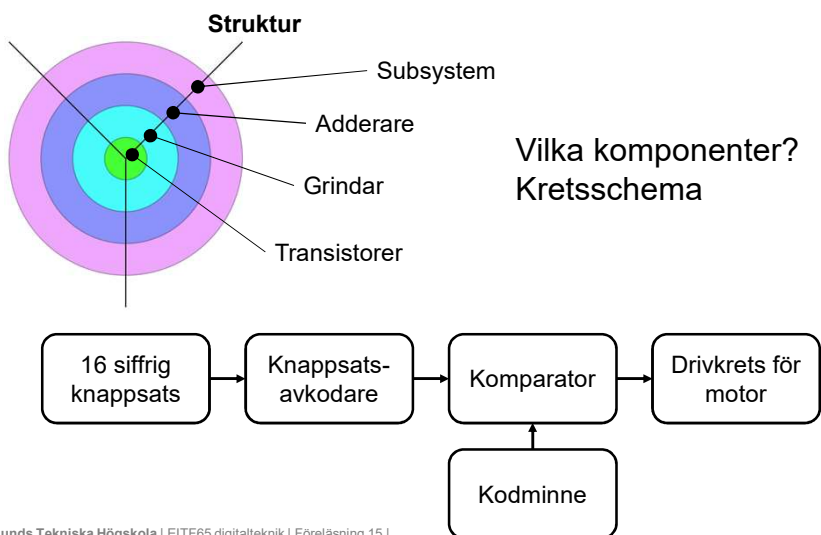 Struktur
Subsystem
Adderare
Grindar
Transistorer
Vilka komponenter?
Kretsschema
16 siffrig
knappsats
Knappsats-
avkodare
Komparator
Drivkrets för
motor
Kodminne
Tekniska Högskola | EITF65 digitalteknik | Föreläsning 15 |